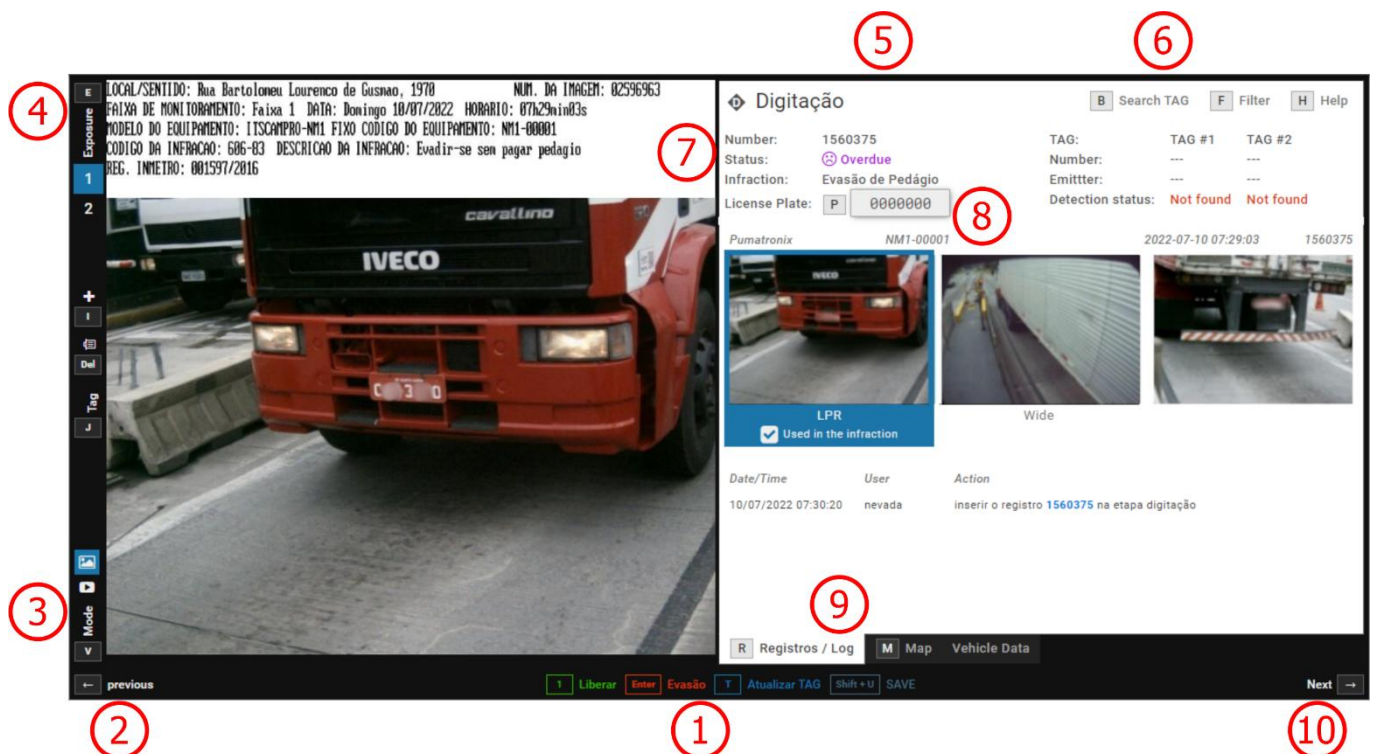 5
6
4
E
Exposure
1
2
LOCAL/SENTIDO: Rua Bartolomeu Lourenco de Gusmao, 1970 NUM. DA IMAGEM: 02596963
FAIXA DE MONITORAMENTO: Faixa 1 DATA: Domingo 10/07/2022 HORARIO: 07h29min03s
MODELO DO EQUIPAMENTO: ITSCAMPRO-NM1 FIXO CODIGO DO EQUIPAMENTO: NM1-00001
CODIGO DA INFRACAO: 606-83 DESCRICAO DA INFRACAO: Evadir-se sem pagar pedagio
REG. INMETRO: 001597/2016
cavallino
IVECO
I
Del
Tag
J
3
Mode
V
Digitação
B Search TAG F Filter H Help
7
Number: 1560375
Status: Overdue
Infraction: Evasão de Pedágio
License Plate: P 0000000
8
TAG: TAG #1 TAG #2
Number: --- ---
Emittter: --- ---
Detection status: Not found Not found
Pumatronix NM1-00001 2022-07-10 07:29:03 1560375
IVECO
LPR
Used in the infraction
Wide
Date/Time User Action
10/07/2022 07:30:20 nevada inserir o registro 1560375 na etapa digitação
9
R Registros / Log M Map Vehicle Data
← previous 1 Liberar Enter Evasão T Atualizar TAG Shift + U SAVE Next →
2
1
10